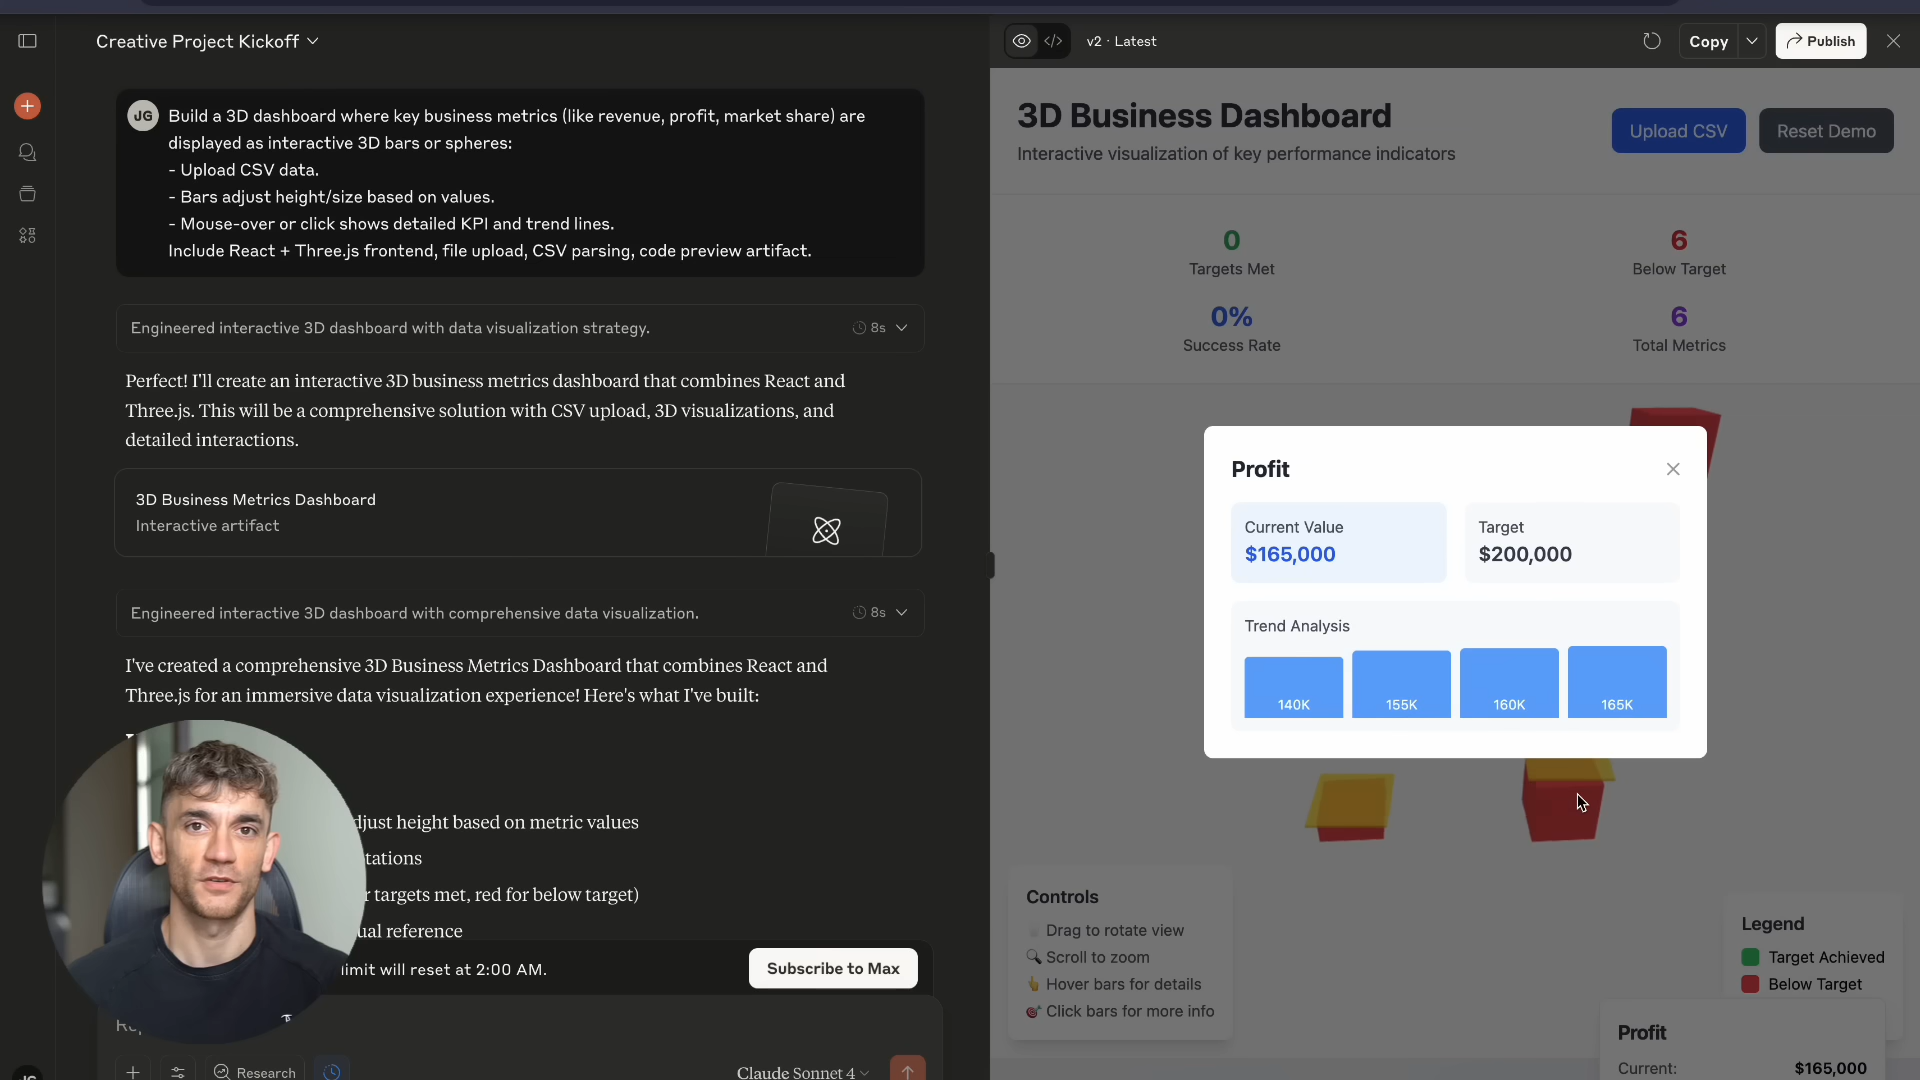 Creative Project Kickoff
JG
Build a 3D dashboard where key business metrics (like revenue, profit, market share) are
displayed as interactive 3D bars or spheres:
- Upload CSV data.
- Bars adjust height/size based on values.
- Mouse-over or click shows detailed KPI and trend lines.
Include React + Three.js frontend, file upload, CSV parsing, code preview artifact.
Engineered interactive 3D dashboard with data visualization strategy.
8s
Perfect! I'll create an interactive 3D business metrics dashboard that combines React and
Three.js. This will be a comprehensive solution with CSV upload, 3D visualizations, and
detailed interactions.
3D Business Metrics Dashboard
Interactive artifact
Engineered interactive 3D dashboard with comprehensive data visualization.
8s
I've created a comprehensive 3D Business Metrics Dashboard that combines React and
Three.js for an immersive data visualization experience! Here's what I've built:
height based on metric values
targets met, red for below target)
reference
limit will reset at 2:00 AM.
Subscribe to Max
Research
Claude Sonnet 4
v2 · Latest
Copy
Publish
3D Business Dashboard
Interactive visualization of key performance indicators
Upload CSV
Reset Demo
0
Targets Met
6
Below Target
0%
Success Rate
6
Total Metrics
Profit
Current Value
$165,000
Target
$200,000
Trend Analysis
140K
155K
160K
165K
Controls
Drag to rotate view
Scroll to zoom
Hover bars for details
Click bars for more info
Legend
Target Achieved
Below Target
Profit
Current:
$165,000